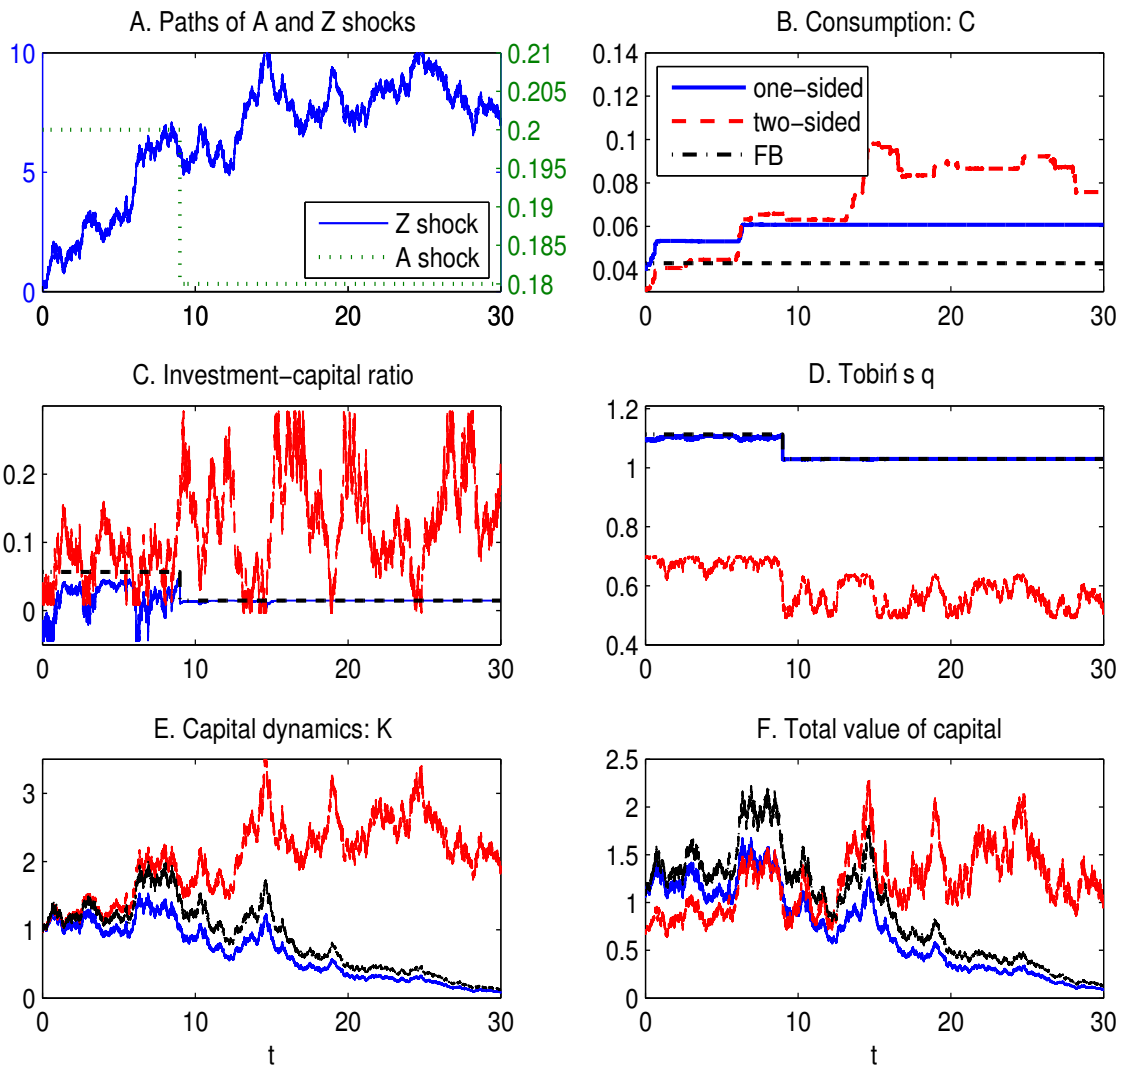 A. Paths of A and Z shocks
10
5
0
0.21
0.205
0.2
0.195
0.19
0.185
0.18
Z shock
A shock
0 10 20 30
B. Consumption: C
0.14
0.12
0.1
0.08
0.06
0.04
one−sided
two−sided
FB
0 10 20 30
C. Investment−capital ratio
0.2
0.1
0
0 10 20 30
D. Tobiń s q
1.2
1
0.8
0.6
0.4
0 10 20 30
E. Capital dynamics: K
3
2
1
0
0 10 20 30
t
F. Total value of capital
2.5
2
1.5
1
0.5
0
0 10 20 30
t